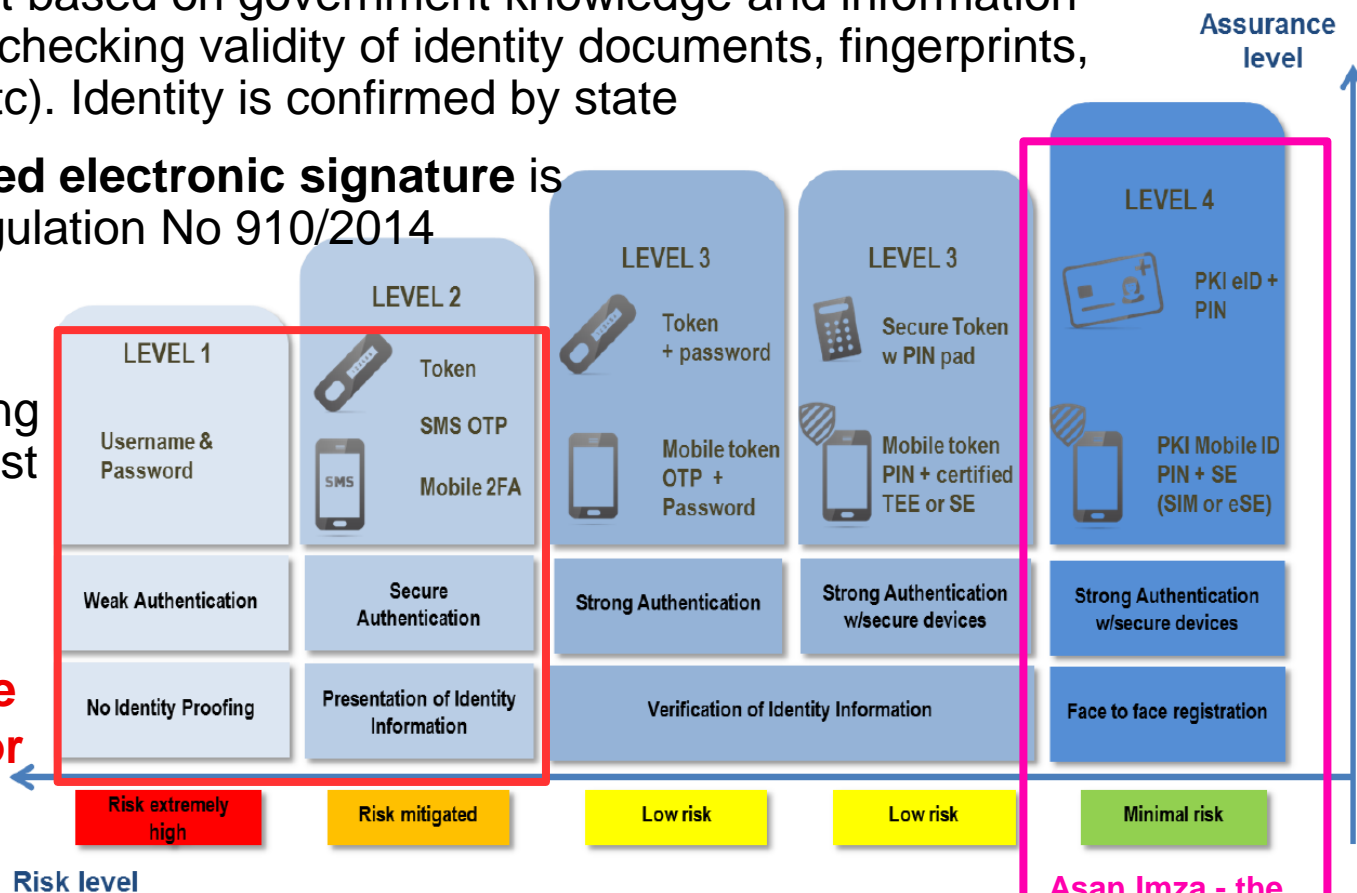 t based on government knowledge and information
checking validity of identity documents, fingerprints,
tc). Identity is confirmed by state
ed electronic signature is
gulation No 910/2014
ng
st
e
or
Assurance
level
LEVEL 1
Username &
Password
Weak Authentication
No Identity Proofing
Risk extremely
high
LEVEL 2
Token
SMS OTP
SMS
Mobile 2FA
Secure
Authentication
Presentation of Identity
Information
Risk mitigated
LEVEL 3
Token
+ password
Mobile token
OTP +
Password
Strong Authentication
Low risk
LEVEL 3
Secure Token
w PIN pad
Mobile token
PIN + certified
TEE or SE
Strong Authentication
w/secure devices
Verification of Identity Information
Low risk
LEVEL 4
PKI eID +
PIN
PKI Mobile ID
PIN + SE
(SIM or eSE)
Strong Authentication
w/secure devices
Face to face registration
Minimal risk
Risk level
Asan Imza - the